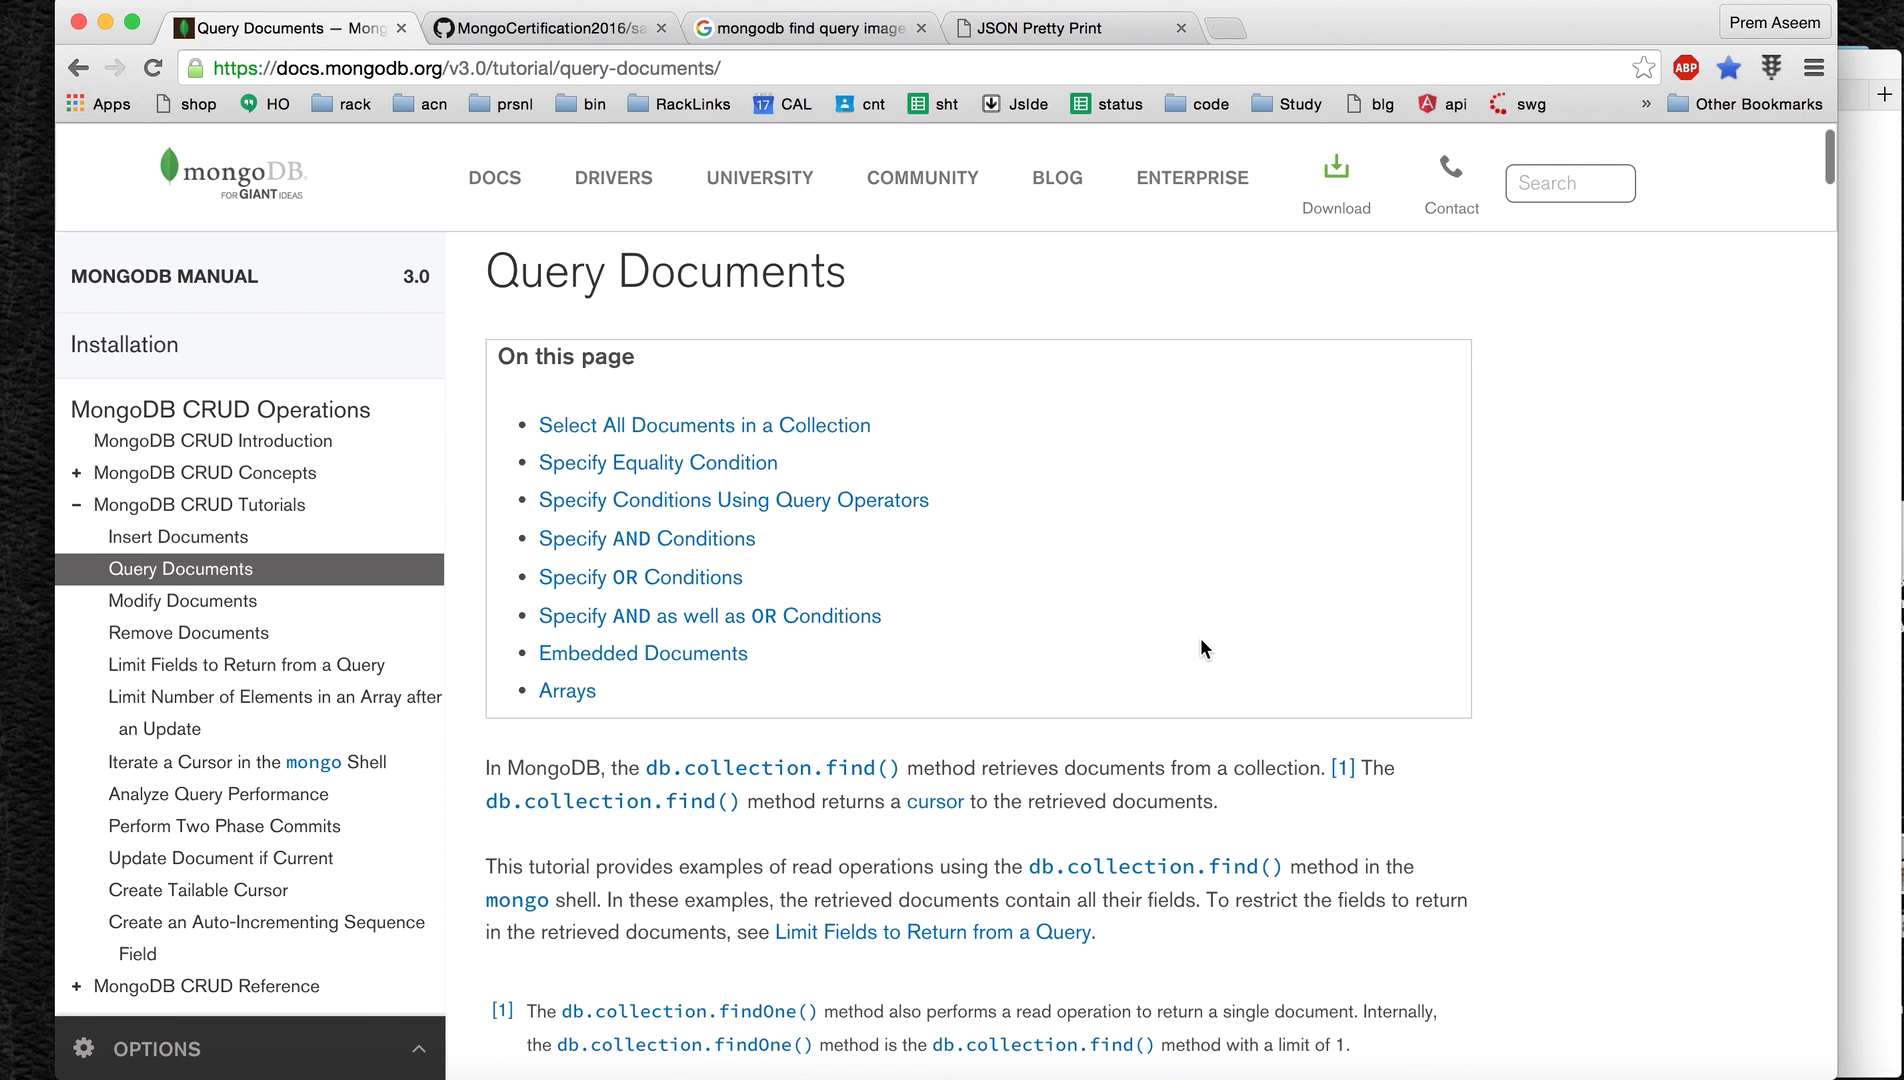 Query Documents — Mong
MongoCertification2016/sa
mongodb find query image
JSON Pretty Print
Prem Aseem
https://docs.mongodb.org/v3.0/tutorial/query-documents/
ABP
Apps shop HO rack acn prsnl bin RackLinks 17 CAL cnt sht JsIde status code Study blg api swg » Other Bookmarks
mongoDB.
FOR GIANT IDEAS
DOCS DRIVERS UNIVERSITY COMMUNITY BLOG ENTERPRISE
Download
Contact
Search
MONGODB MANUAL 3.0
Installation
MongoDB CRUD Operations
MongoDB CRUD Introduction
+ MongoDB CRUD Concepts
– MongoDB CRUD Tutorials
Insert Documents
Query Documents
Modify Documents
Remove Documents
Limit Fields to Return from a Query
Limit Number of Elements in an Array after
an Update
Iterate a Cursor in the mongo Shell
Analyze Query Performance
Perform Two Phase Commits
Update Document if Current
Create Tailable Cursor
Create an Auto-Incrementing Sequence
Field
+ MongoDB CRUD Reference
OPTIONS
Query Documents
On this page
• Select All Documents in a Collection
• Specify Equality Condition
• Specify Conditions Using Query Operators
• Specify AND Conditions
• Specify OR Conditions
• Specify AND as well as OR Conditions
• Embedded Documents
• Arrays
In MongoDB, the db.collection.find() method retrieves documents from a collection. [1] The
db.collection.find() method returns a cursor to the retrieved documents.
This tutorial provides examples of read operations using the db.collection.find() method in the
mongo shell. In these examples, the retrieved documents contain all their fields. To restrict the fields to return
in the retrieved documents, see Limit Fields to Return from a Query.
[1] The db.collection.findOne() method also performs a read operation to return a single document. Internally,
the db.collection.findOne() method is the db.collection.find() method with a limit of 1.